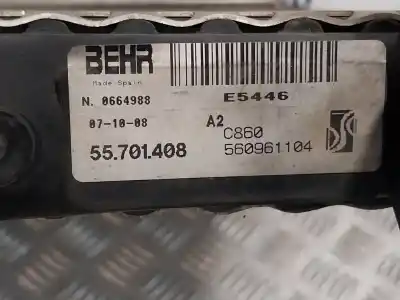 BEHR
Made Spain
E5446
N. 0664988
07-10-08
A2
C860
55.701.408
560961104